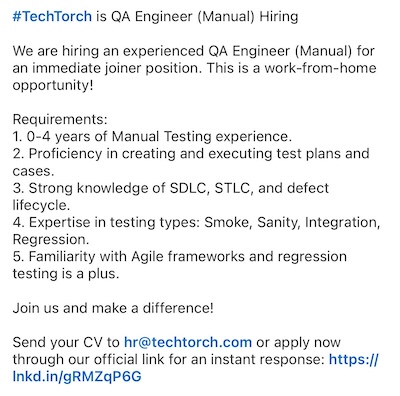 #TechTorch is QA Engineer (Manual) Hiring
We are hiring an experienced QA Engineer (Manual) for
an immediate joiner position. This is a work-from-home
opportunity!
Requirements:
1. 0-4 years of Manual Testing experience.
2. Proficiency in creating and executing test plans and
cases.
3. Strong knowledge of SDLC, STLC, and defect
lifecycle.
4. Expertise in testing types: Smoke, Sanity, Integration,
Regression.
5. Familiarity with Agile frameworks and regression
testing is a plus.
Join us and make a difference!
Send your CV to hr@techtorch.com or apply now
through our official link for an instant response: https://
lnkd.in/gRMZqP6G